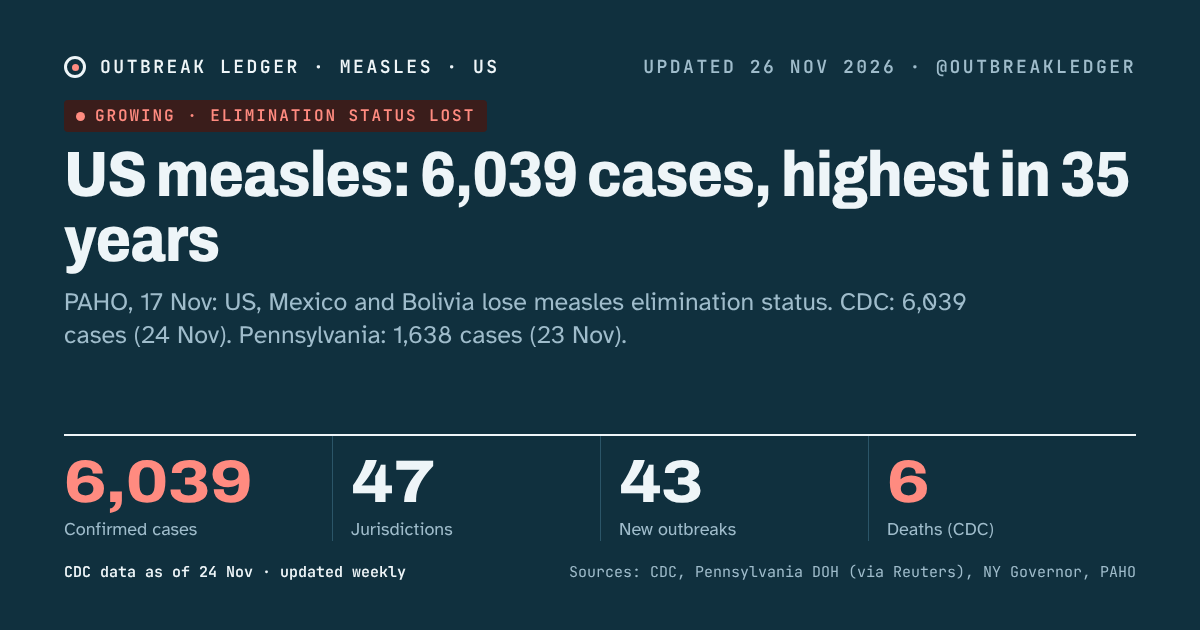 OUTBREAK LEDGER · MEASLES · US
UPDATED 26 NOV 2026 · @OUTBREAKLEDGER
GROWING · ELIMINATION STATUS LOST
US measles: 6,039 cases, highest in 35
years
PAHO, 17 Nov: US, Mexico and Bolivia lose measles elimination status. CDC: 6,039
cases (24 Nov). Pennsylvania: 1,638 cases (23 Nov).
6,039
Confirmed cases
47
Jurisdictions
43
New outbreaks
6
Deaths (CDC)
CDC data as of 24 Nov · updated weekly
Sources: CDC, Pennsylvania DOH (via Reuters), NY Governor, PAHO